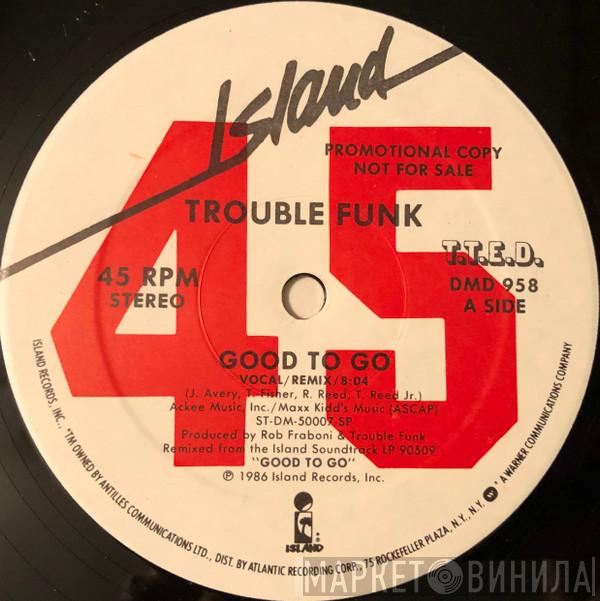 Island
45
PROMOTIONAL COPY
NOT FOR SALE
TROUBLE FUNK
45 RPM
STEREO
T.T.E.D.
DMD 958
A SIDE
GOOD TO GO
VOCAL/REMIX/8:04
(J. Avery, T. Fisher, R. Reed, T. Reed Jr.)
Ackee Music, Inc./Maxx Kidd's Music (ASCAP)
ST-DM-50007-SP
Produced by Rob Fraboni & Trouble Funk
Remixed from the Island Soundtrack LP 90509 -
"GOOD TO GO"
℗ 1986 Island Records, Inc.
ISLAND
ISLAND RECORDS, INC., *TM OWNED BY ANTILLES COMMUNICATIONS LTD., DIST. BY ATLANTIC RECORDING CORP., 75 ROCKEFELLER PLAZA, N.Y., N.Y. A WARNER COMMUNICATIONS COMPANY
МАРКЕТ ВИНИЛА